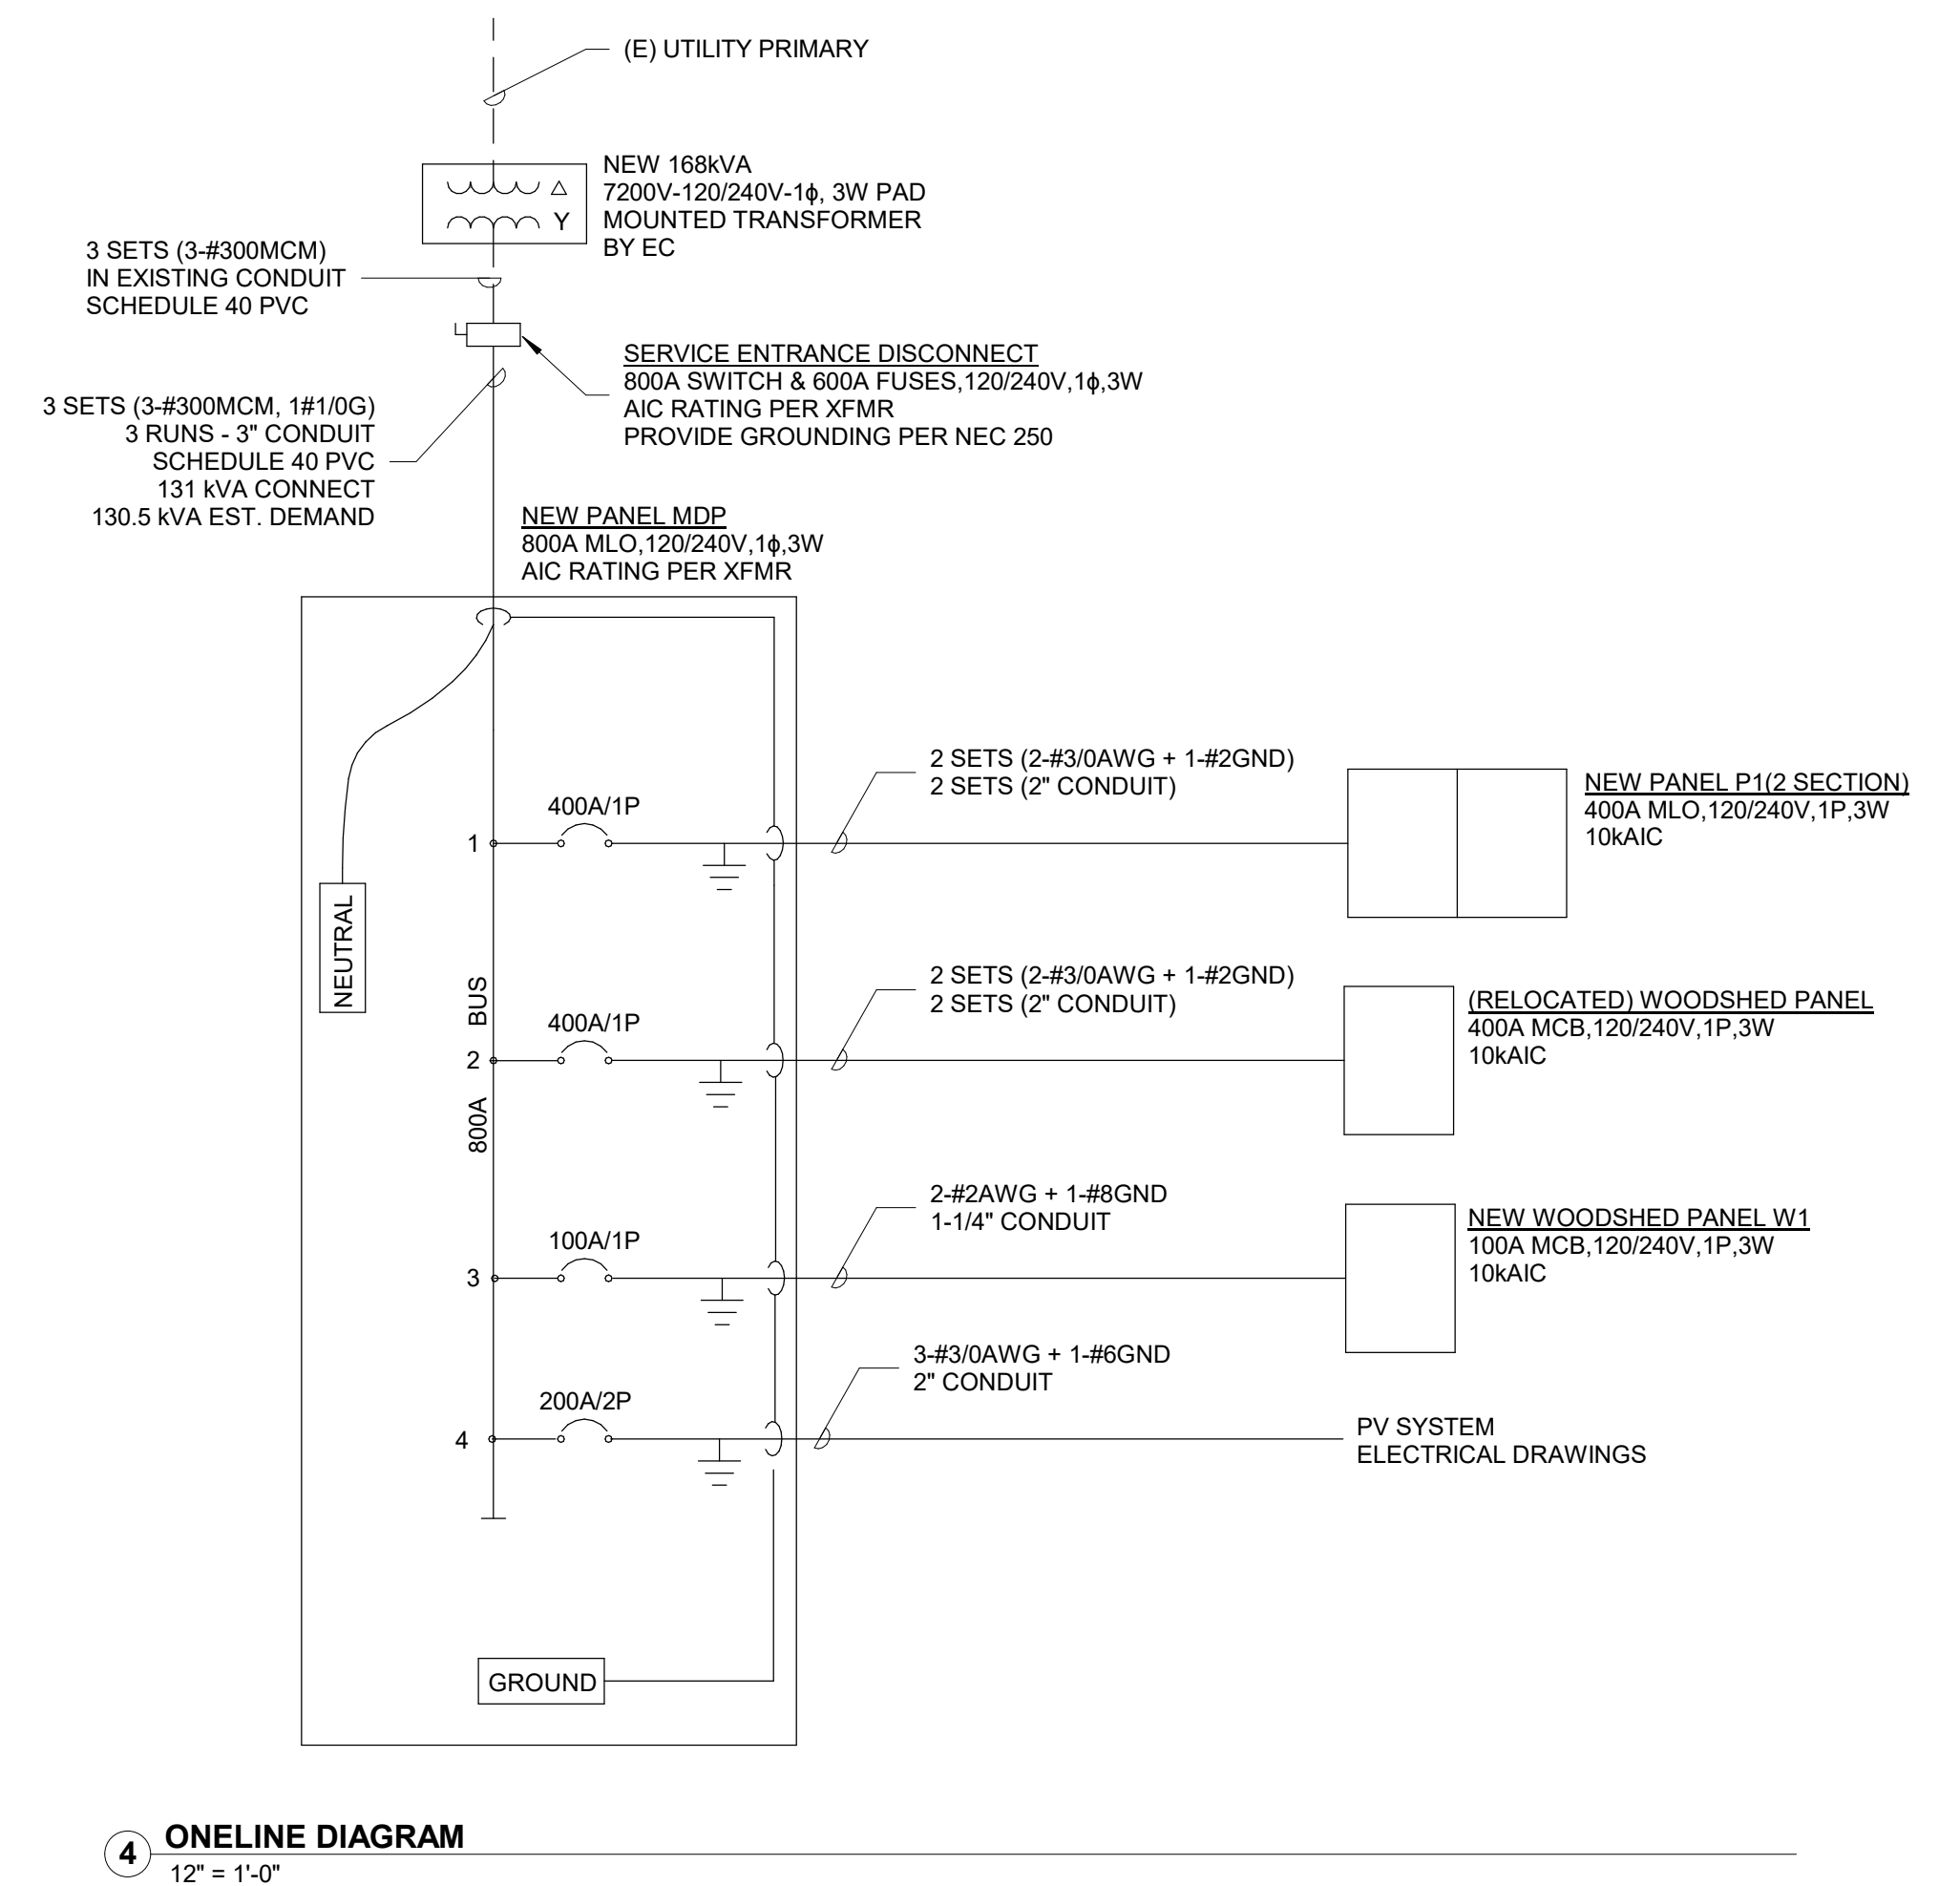 (E) UTILITY PRIMARY
NEW 168kVA
7200V-120/240V-1ϕ, 3W PAD
MOUNTED TRANSFORMER
BY EC
Y
3 SETS (3-#300MCM)
IN EXISTING CONDUIT
SCHEDULE 40 PVC
SERVICE ENTRANCE DISCONNECT
800A SWITCH & 600A FUSES,120/240V,1ϕ,3W
AIC RATING PER XFMR
PROVIDE GROUNDING PER NEC 250
3 SETS (3-#300MCM, 1#1/0G)
3 RUNS - 3" CONDUIT
SCHEDULE 40 PVC
131 kVA CONNECT
130.5 kVA EST. DEMAND
NEW PANEL MDP
800A MLO,120/240V,1ϕ,3W
AIC RATING PER XFMR
NEUTRAL
800A BUS
1
400A/1P
2 SETS (2-#3/0AWG + 1-#2GND)
2 SETS (2" CONDUIT)
NEW PANEL P1(2 SECTION)
400A MLO,120/240V,1P,3W
10kAIC
2
400A/1P
2 SETS (2-#3/0AWG + 1-#2GND)
2 SETS (2" CONDUIT)
(RELOCATED) WOODSHED PANEL
400A MCB,120/240V,1P,3W
10kAIC
3
100A/1P
2-#2AWG + 1-#8GND
1-1/4" CONDUIT
NEW WOODSHED PANEL W1
100A MCB,120/240V,1P,3W
10kAIC
4
200A/2P
3-#3/0AWG + 1-#6GND
2" CONDUIT
PV SYSTEM
ELECTRICAL DRAWINGS
GROUND
4
ONELINE DIAGRAM
12" = 1'-0"